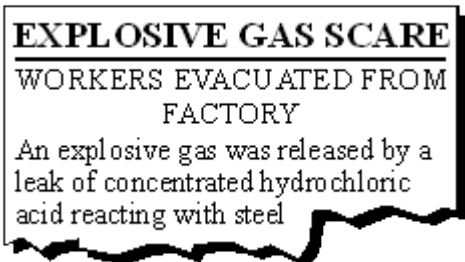 EXPLOSIVE GAS SCARE
WORKERS EVACUATED FROM
FACTORY
An explosive gas was released by a
leak of concentrated hydrochloric
acid reacting with steel